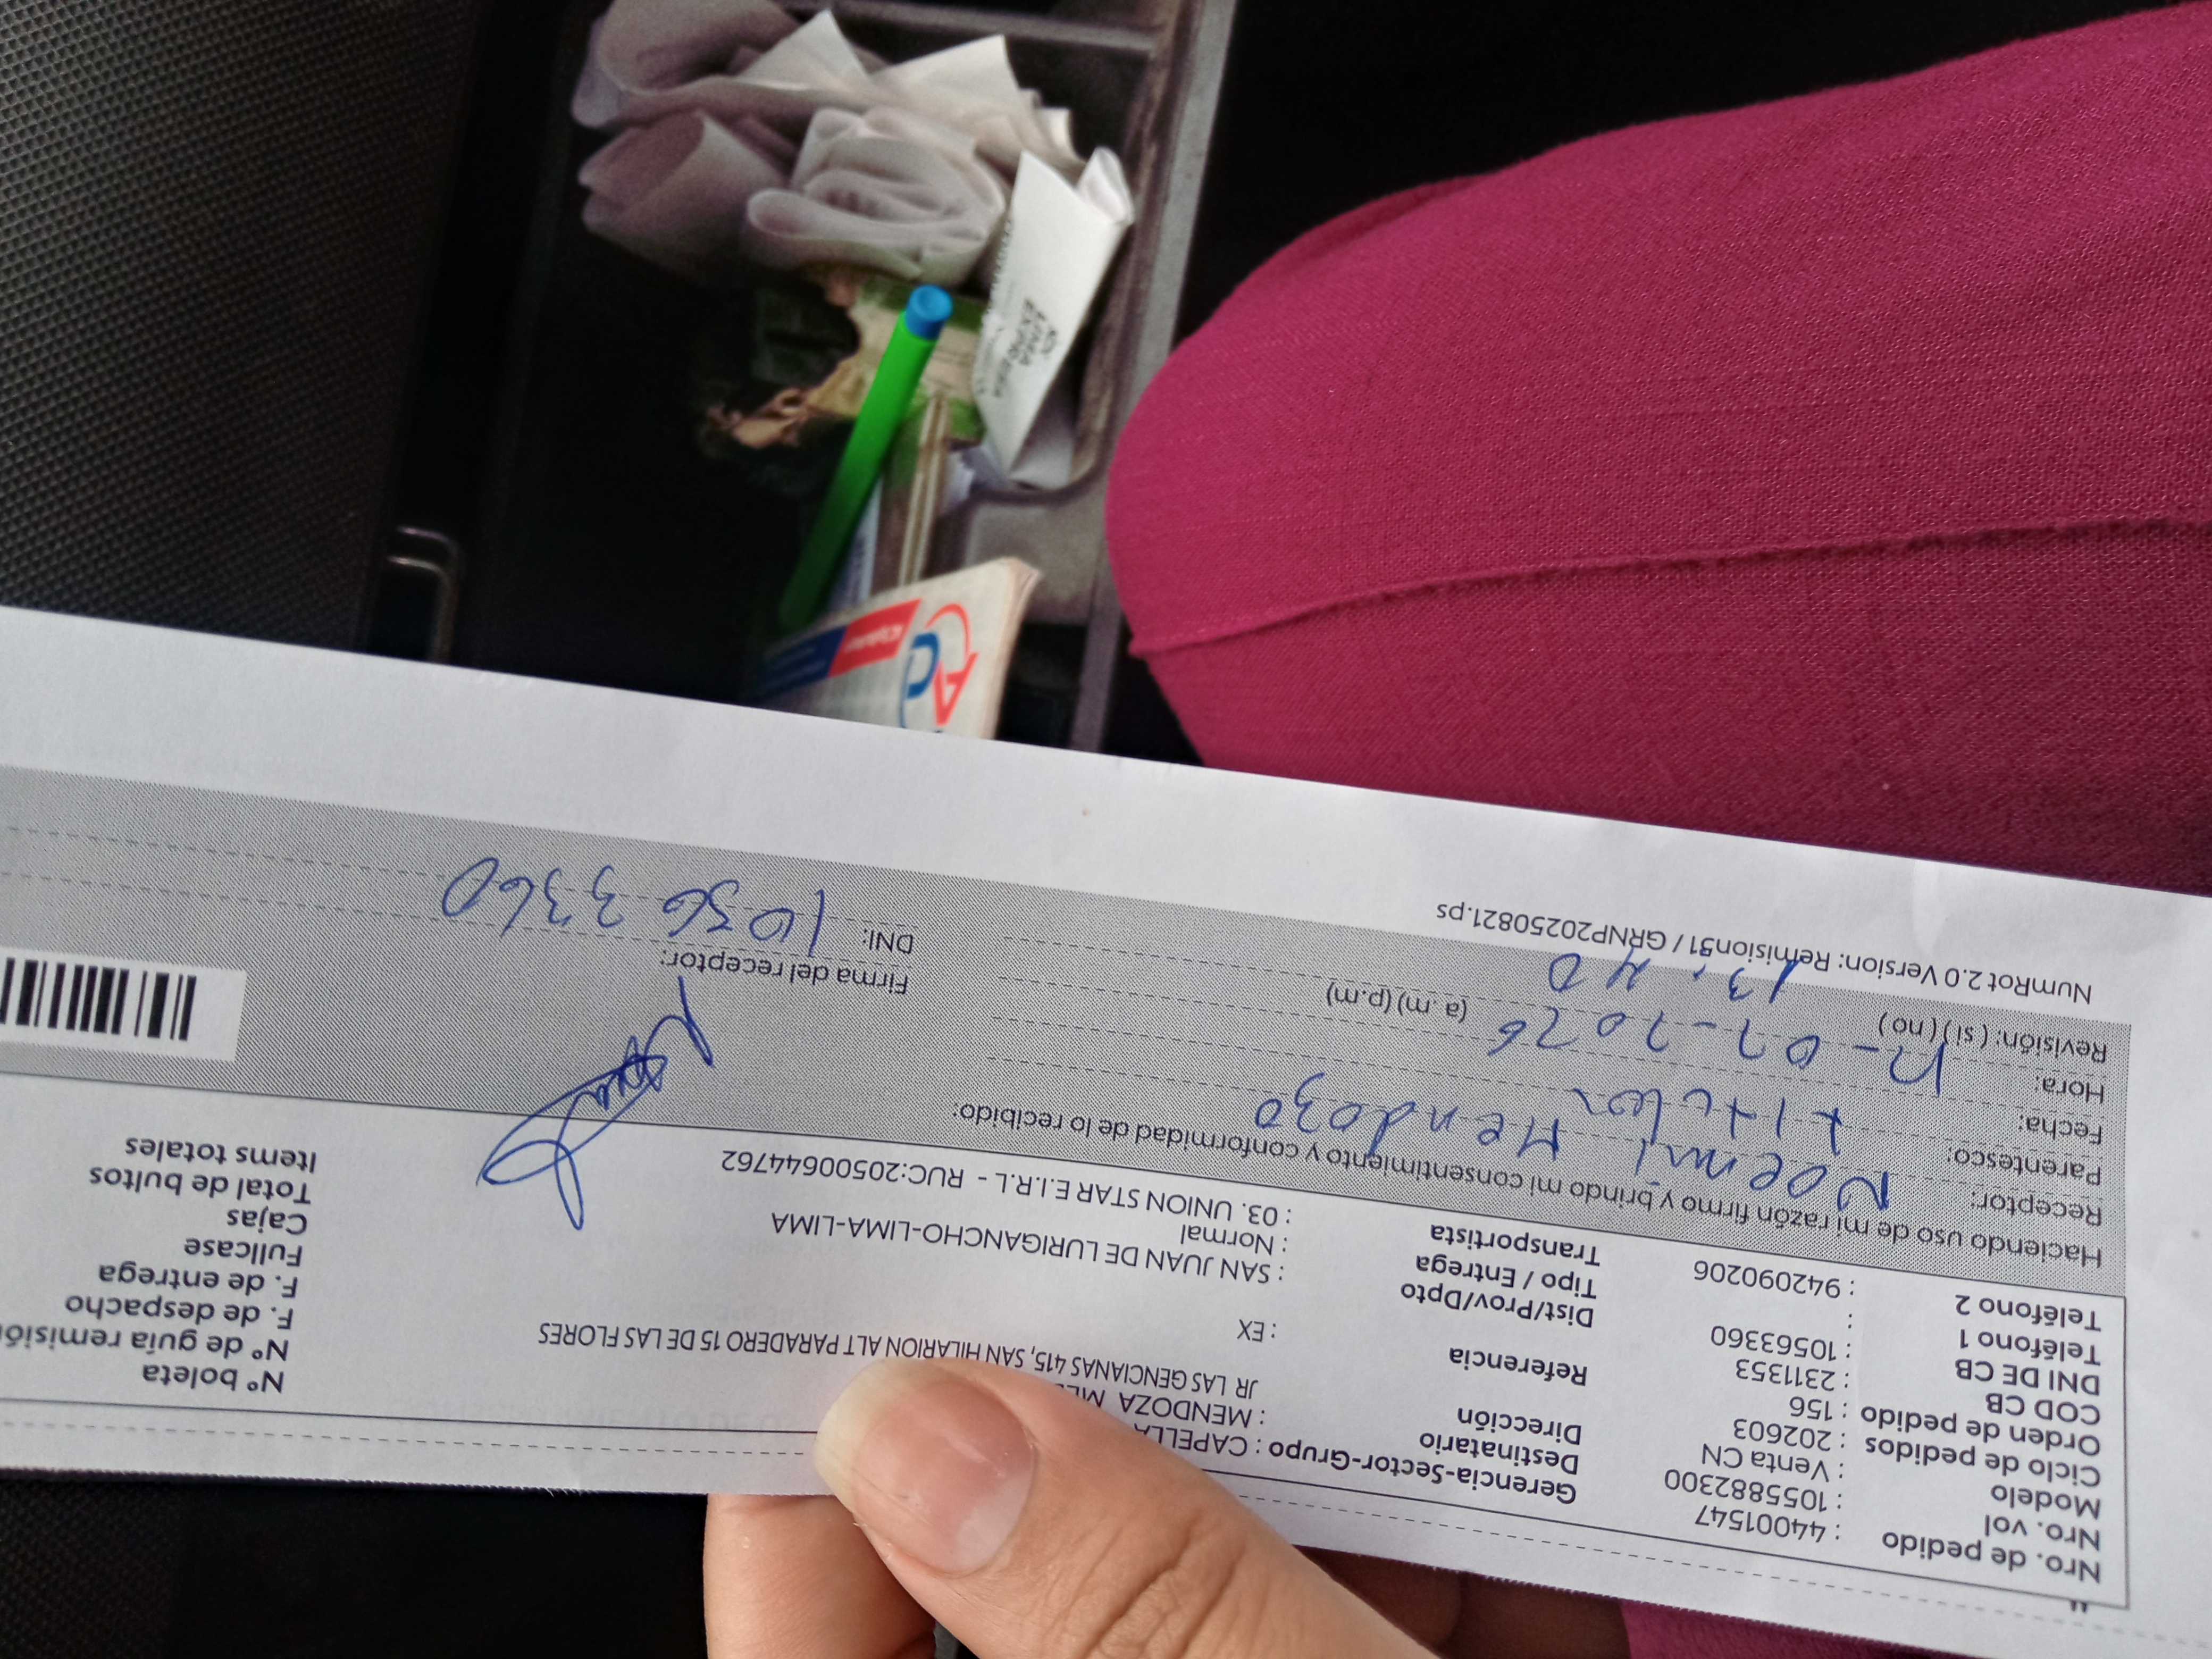 Nro. de pedido : 44001547
Nro. vol : 1055882300
Modelo : Venta CN
Ciclo de pedidos : 202603
Orden de pedido : 156
COD CB : 2311353
DNI DE CB : 10563360
Teléfono 1 :
Teléfono 2 : 942090206
Gerencia-Sector-Grupo : CAPELLA
Destinatario : MENDOZA
Dirección JR LAS GENCIANAS 415, SAN HILARION ALT PARADERO 15 DE LAS FLORES
Referencia : EX
Dist/Prov/Dpto : SAN JUAN DE LURIGANCHO-LIMA-LIMA
Tipo / Entrega : Normal
Transportista : 03. UNION STAR E.I.R.L - RUC:20500644762
N° boleta
N° de guía remisió
F. de despacho
F. de entrega
Fullcase
Cajas
Total de bultos
Items totales
Haciendo uso de mi razón firmo y brindo mi consentimiento y conformidad de lo recibido:
Receptor: Noemi Mendoza
Parentesco:
Fecha:
Hora: (a. m) (p.m)
Revisión: ( si ) ( no ) 13:40
Firma del receptor:
DNI: 10563360
NumRot 2.0 Version: Remision51 / GRNP20250821.ps